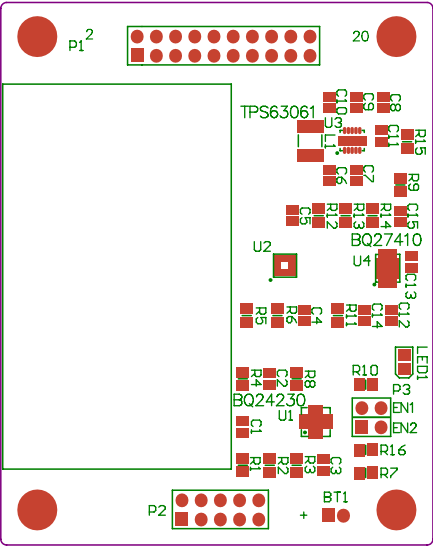 P1
2
20
TPS63061
C10
C9
C8
U3
L1
C11
R15
C6
C7
R9
C5
R12
R13
R14
C15
U2
BQ27410
U4
C13
R5
R6
C4
R11
C14
C12
LED1
R4
C2
R8
R10
P3
BQ24230
EN1
U1
EN2
C1
R16
R1
R2
R3
C3
R7
BT1
P2
+